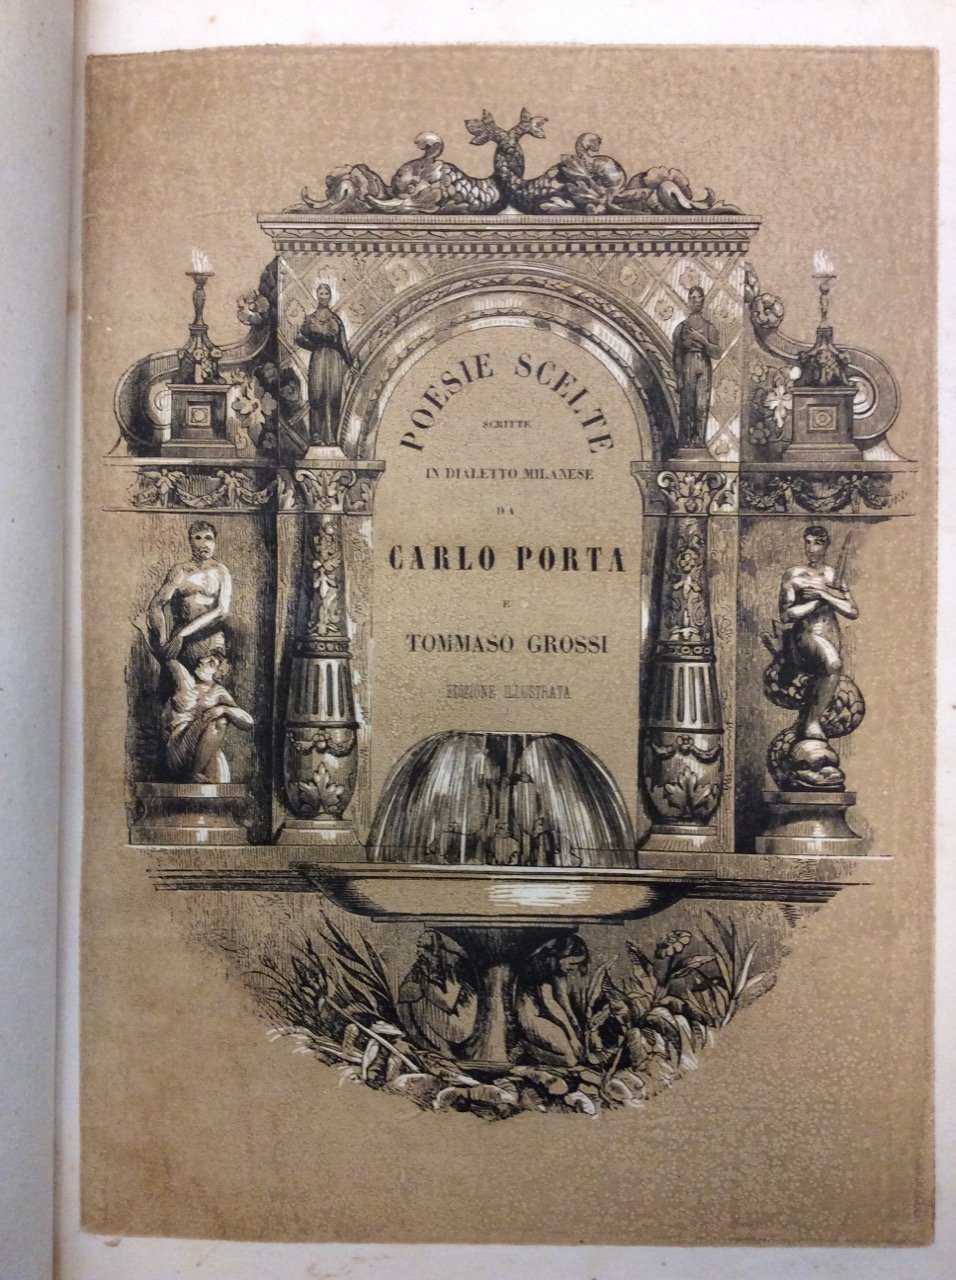 POESIE SCELTE
SCRITTE
IN DIALETTO MILANESE
DA
CARLO PORTA
E
TOMMASO GROSSI
EDIZIONE ILLUSTRATA